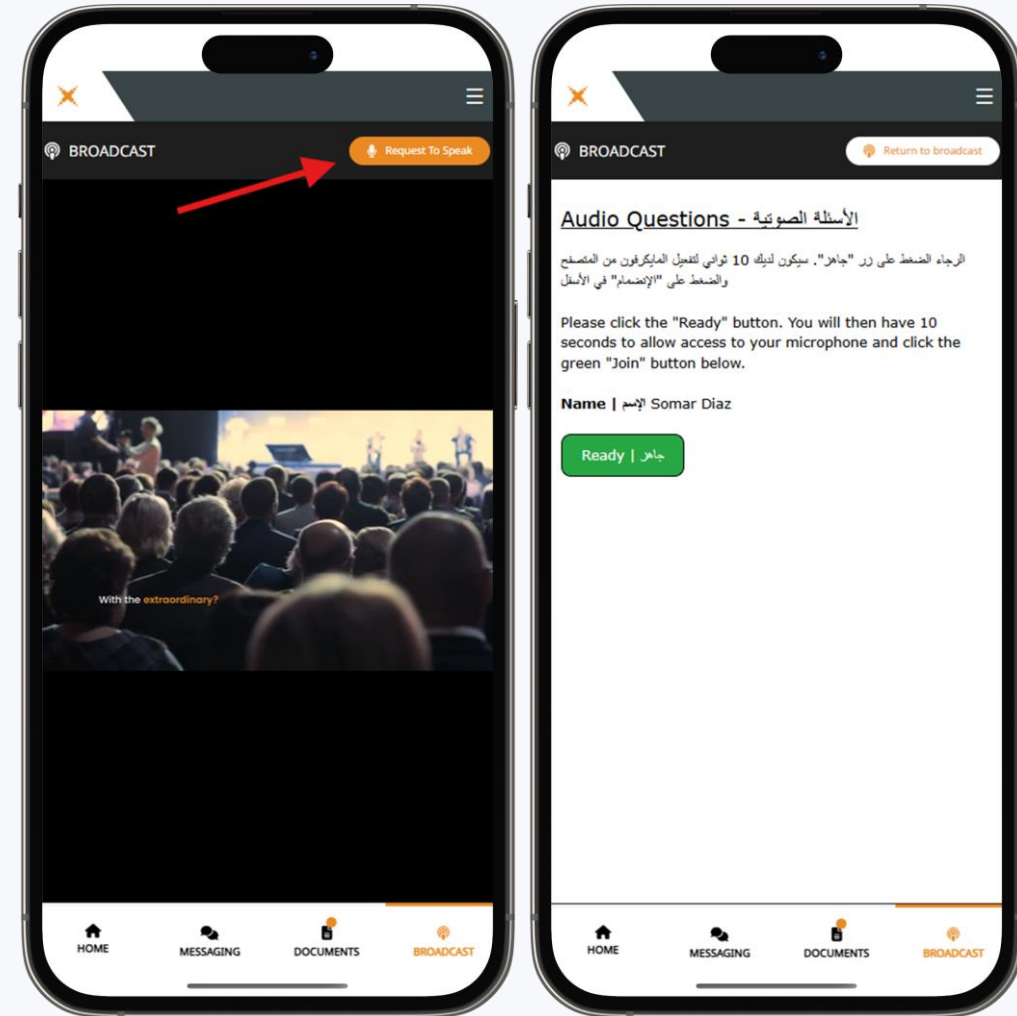 BROADCAST
Request To Speak
With the extraordinary?
HOME
MESSAGING
DOCUMENTS
BROADCAST
BROADCAST
Return to broadcast
Audio Questions - الأسئلة الصوتية
الرجاء الضغط على زر "جاهز". سيكون لديك 10 ثواني لتفعيل المايكرفون من المتصفح
والضغط على "الإنضمام" في الأسفل
Please click the "Ready" button. You will then have 10
seconds to allow access to your microphone and click the
green "Join" button below.
Name | الإسم Somar Diaz
Ready | جاهز
HOME
MESSAGING
DOCUMENTS
BROADCAST